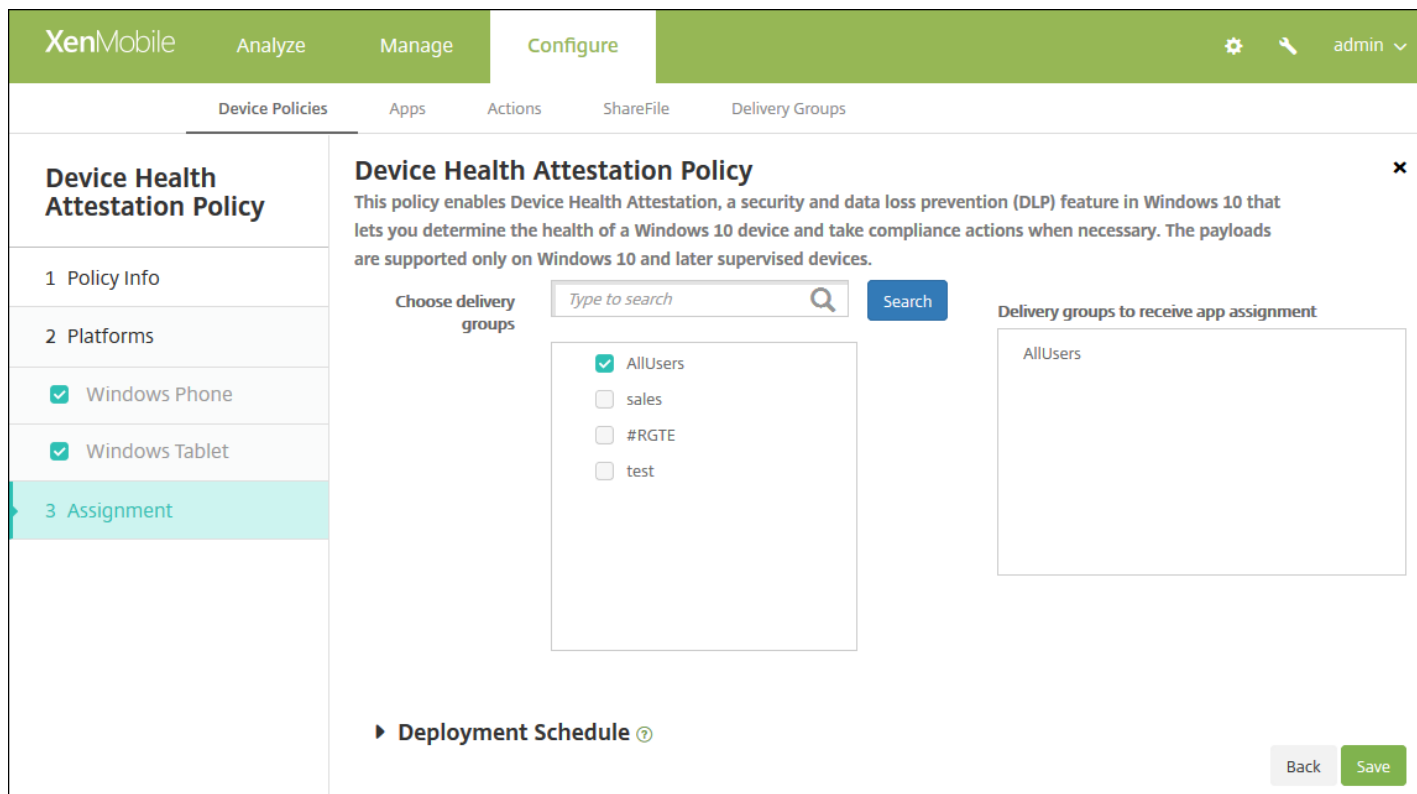 XenMobile Analyze Manage Configure admin
Device Policies Apps Actions ShareFile Delivery Groups
Device Health
Attestation Policy
1 Policy Info
2 Platforms
Windows Phone
Windows Tablet
3 Assignment
Device Health Attestation Policy
This policy enables Device Health Attestation, a security and data loss prevention (DLP) feature in Windows 10 that
lets you determine the health of a Windows 10 device and take compliance actions when necessary. The payloads
are supported only on Windows 10 and later supervised devices.
Choose delivery
groups
Type to search
Search
AllUsers
sales
#RGTE
test
Delivery groups to receive app assignment
AllUsers
Deployment Schedule ?
Back Save